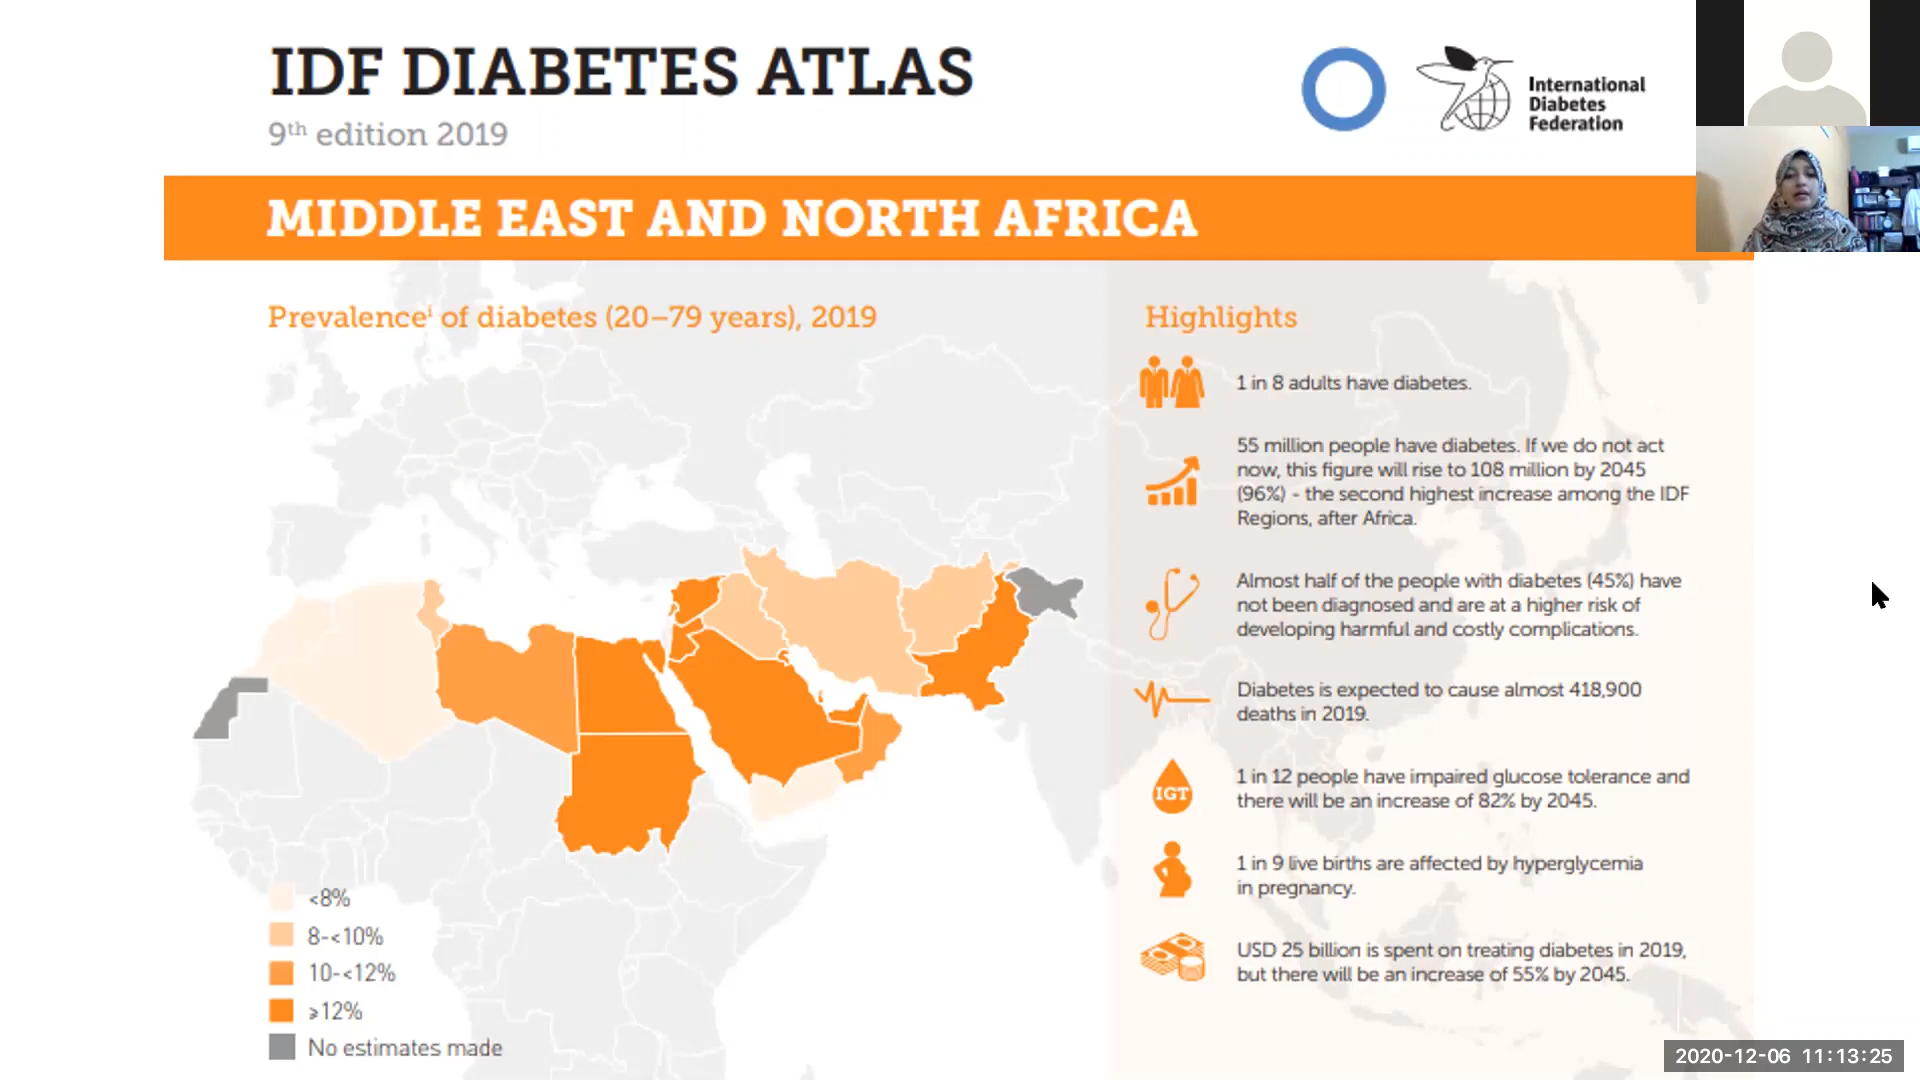 IDF DIABETES ATLAS
9th edition 2019
International
Diabetes
Federation
MIDDLE EAST AND NORTH AFRICA
Prevalenceⁱ of diabetes (20–79 years), 2019
<8%
8-<10%
10-<12%
⩾12%
No estimates made
Highlights
1 in 8 adults have diabetes.
55 million people have diabetes. If we do not act
now, this figure will rise to 108 million by 2045
(96%) - the second highest increase among the IDF
Regions, after Africa.
Almost half of the people with diabetes (45%) have
not been diagnosed and are at a higher risk of
developing harmful and costly complications.
Diabetes is expected to cause almost 418,900
deaths in 2019.
IGT
1 in 12 people have impaired glucose tolerance and
there will be an increase of 82% by 2045.
1 in 9 live births are affected by hyperglycemia
in pregnancy.
USD 25 billion is spent on treating diabetes in 2019,
but there will be an increase of 55% by 2045.
2020-12-06 11:13:25